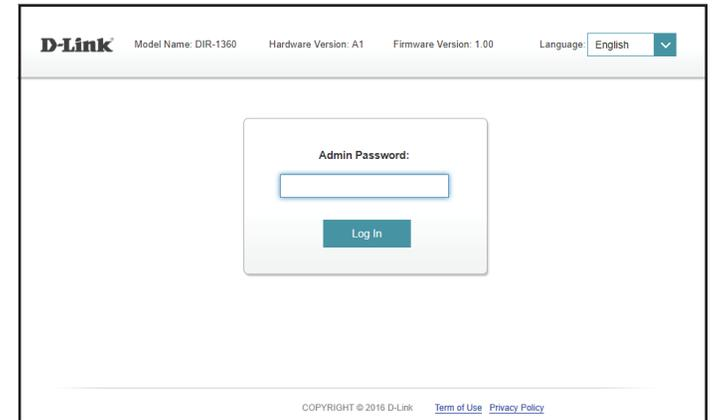 D-Link Model Name: DIR-1360 Hardware Version: A1 Firmware Version: 1.00 Language: English
Admin Password:
Log In
COPYRIGHT © 2016 D-Link Term of Use Privacy Policy